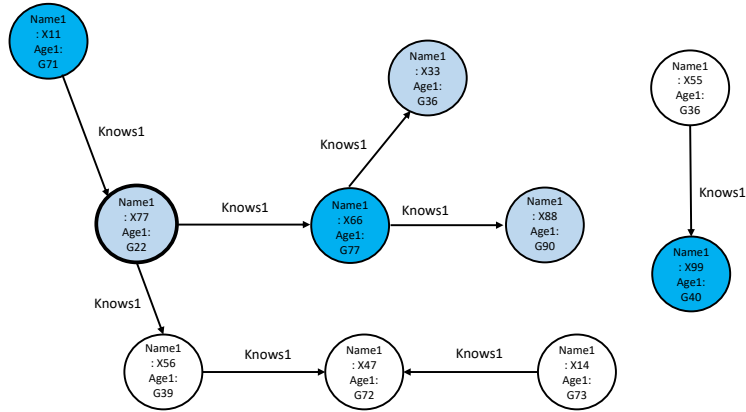 Name1
: X11
Age1:
G71
Name1
: X33
Age1:
G36
Name1
: X55
Age1:
G36
Knows1
Knows1
Name1
: X77
Age1:
G22
Knows1
Name1
: X66
Age1:
G77
Knows1
Name1
: X88
Age1:
G90
Knows1
Name1
: X99
Age1:
G40
Knows1
Name1
: X56
Age1:
G39
Knows1
Name1
: X47
Age1:
G72
Knows1
Name1
: X14
Age1:
G73